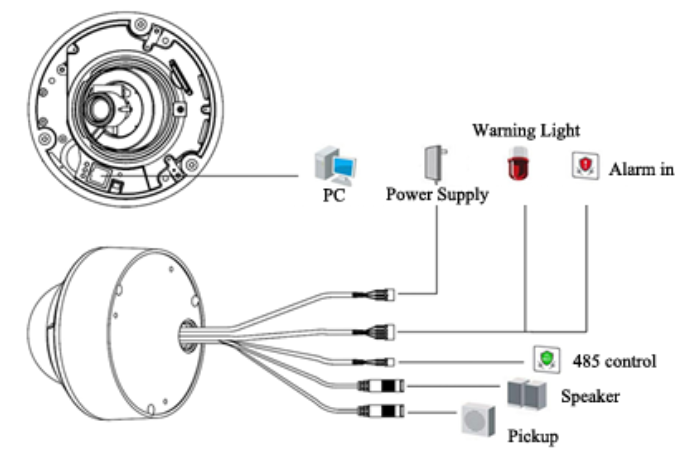 Warning Light
Alarm in
PC
Power Supply
485 control
Speaker
Pickup